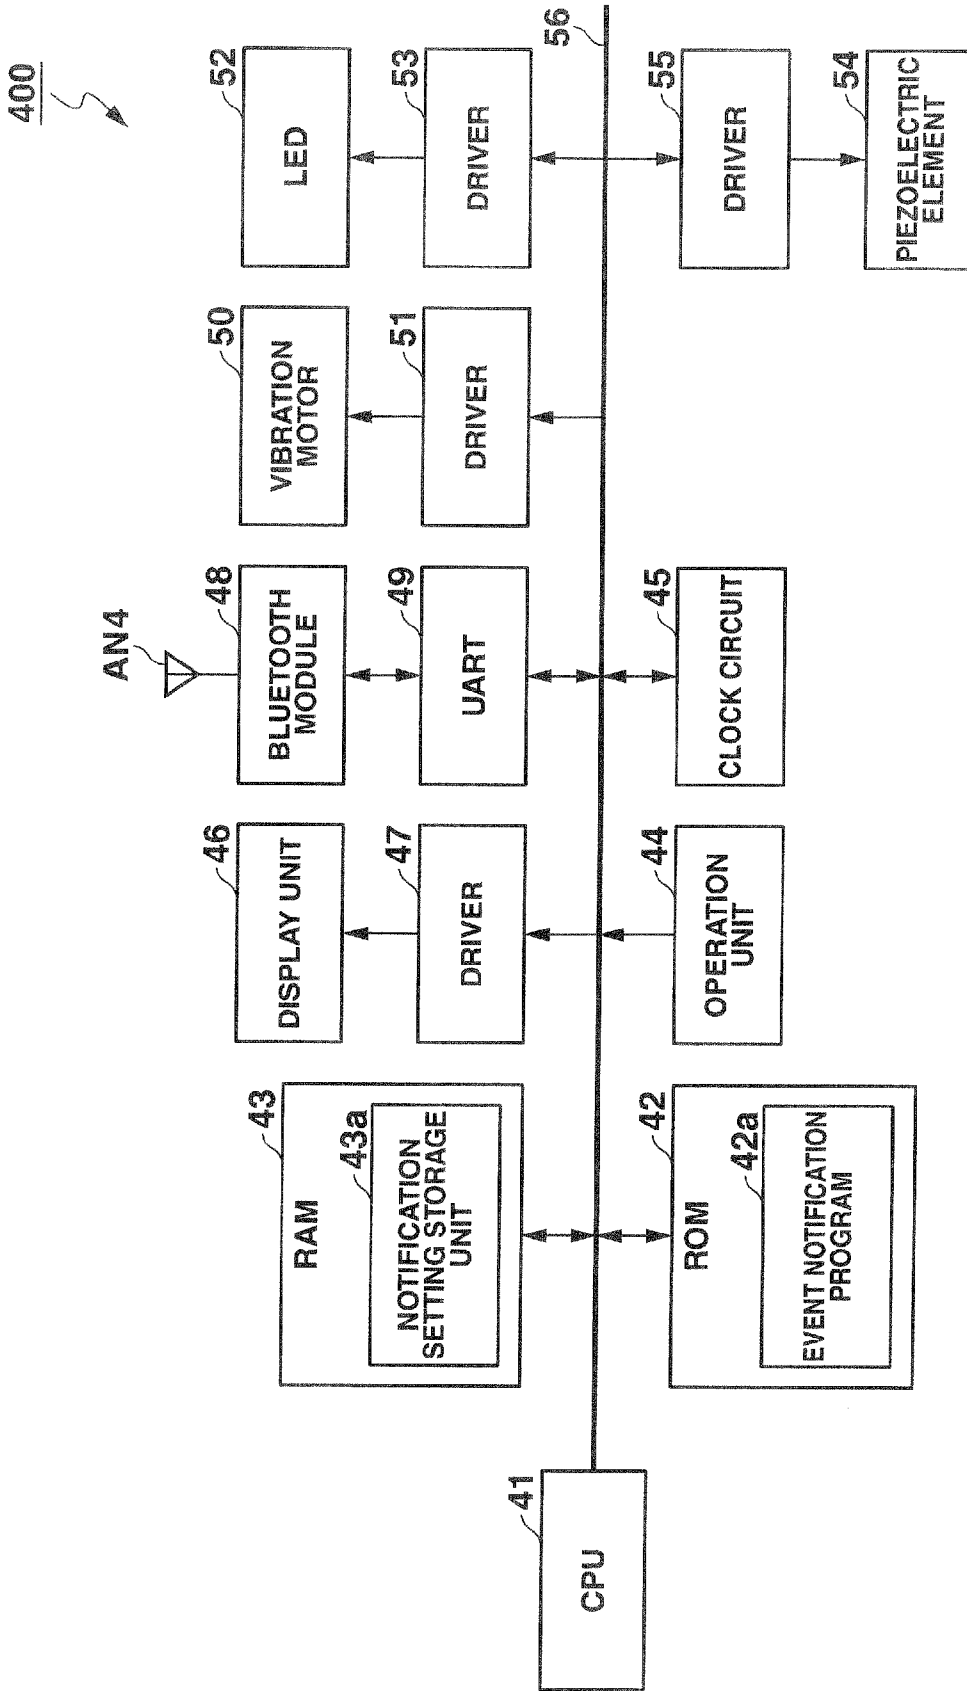 400
AN4
43
RAM
43a
NOTIFICATION
SETTING STORAGE
UNIT
46
DISPLAY UNIT
48
BLUETOOTH
MODULE
50
VIBRATION
MOTOR
52
LED
47
DRIVER
49
UART
51
DRIVER
53
DRIVER
41
CPU
56
42
ROM
42a
EVENT NOTIFICATION
PROGRAM
44
OPERATION
UNIT
45
CLOCK CIRCUIT
55
DRIVER
54
PIEZOELECTRIC
ELEMENT